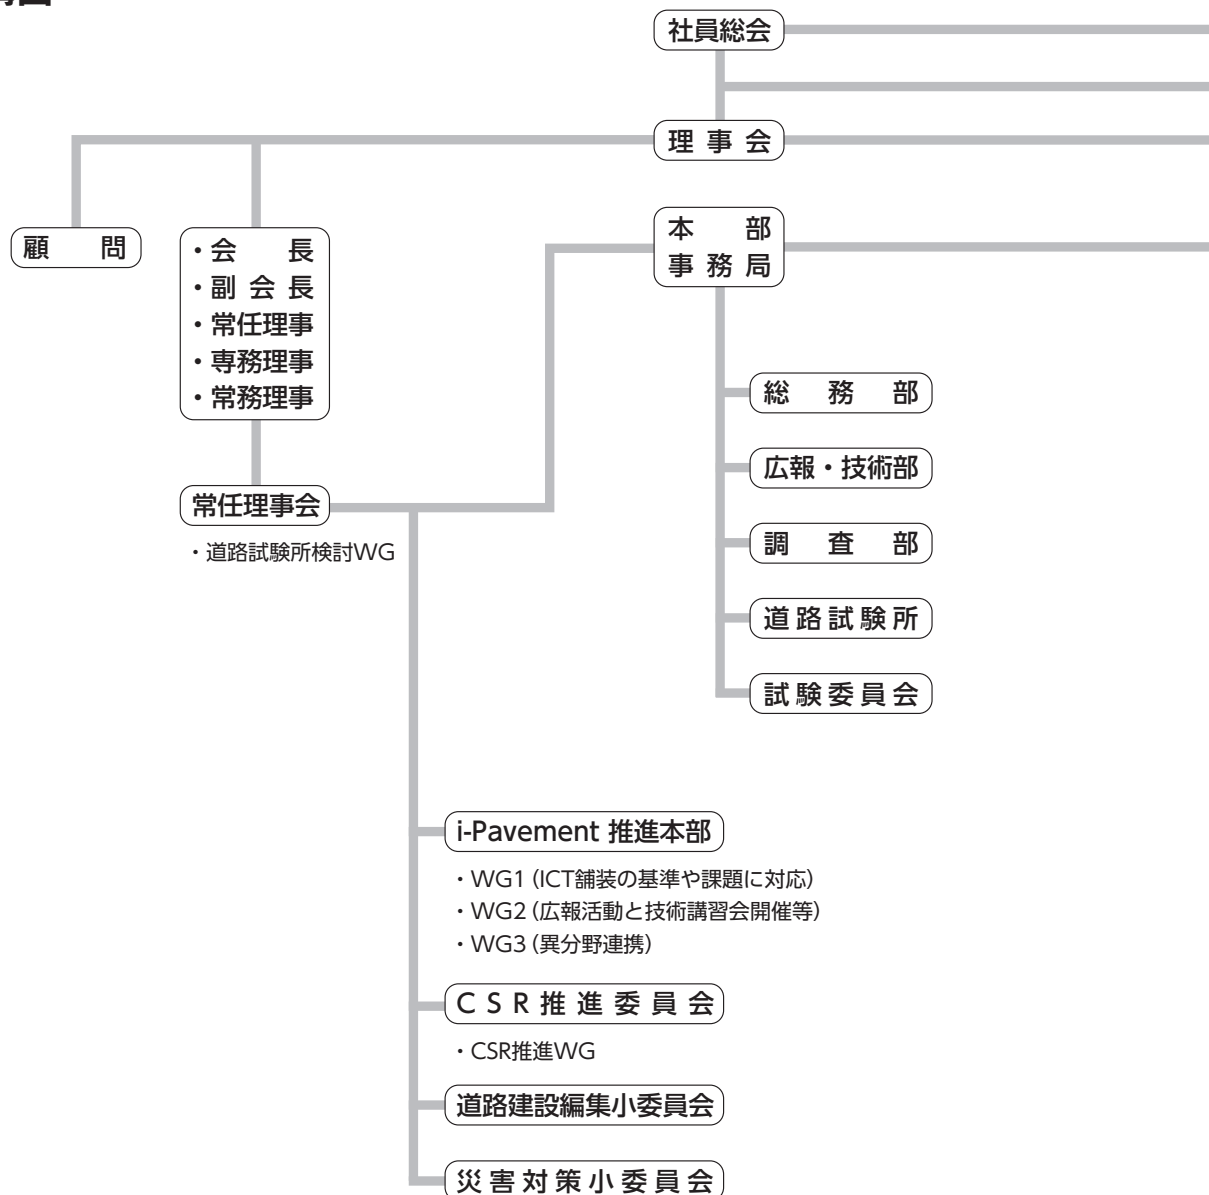 社員総会
理事会
顧問
・会長
・副会長
・常任理事
・専務理事
・常務理事
本部
事務局
総務部
広報・技術部
調査部
道路試験所
試験委員会
常任理事会
・道路試験所検討WG
i-Pavement 推進本部
・WG1（ICT舗装の基準や課題に対応）
・WG2（広報活動と技術講習会開催等）
・WG3（異分野連携）
CSR推進委員会
・CSR推進WG
道路建設編集小委員会
災害対策小委員会